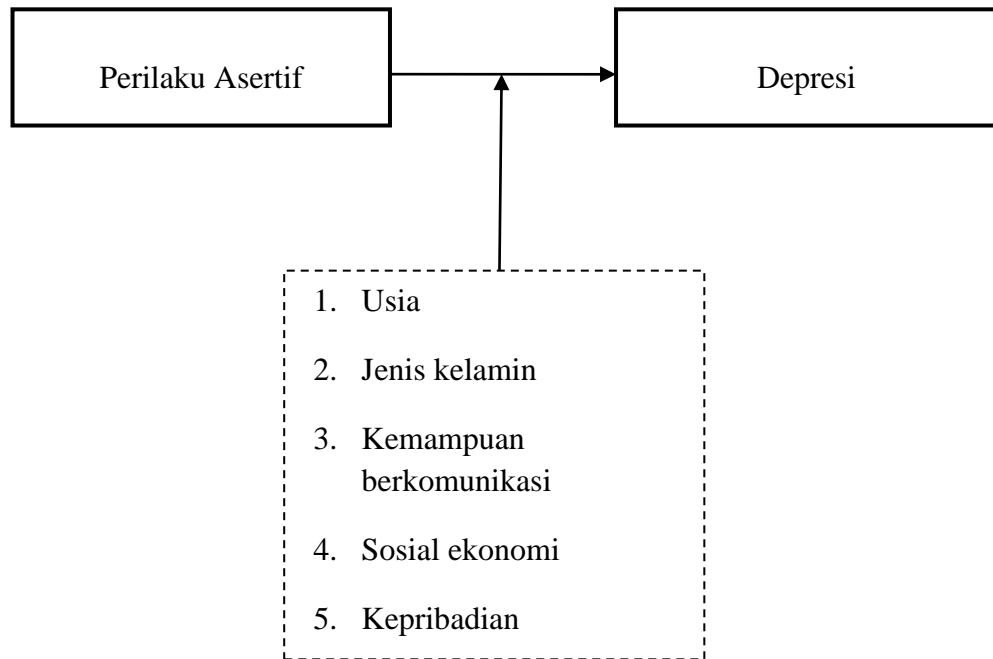 Perilaku Asertif
Depresi
1. Usia
2. Jenis kelamin
3. Kemampuan
berkomunikasi
4. Sosial ekonomi
5. Kepribadian